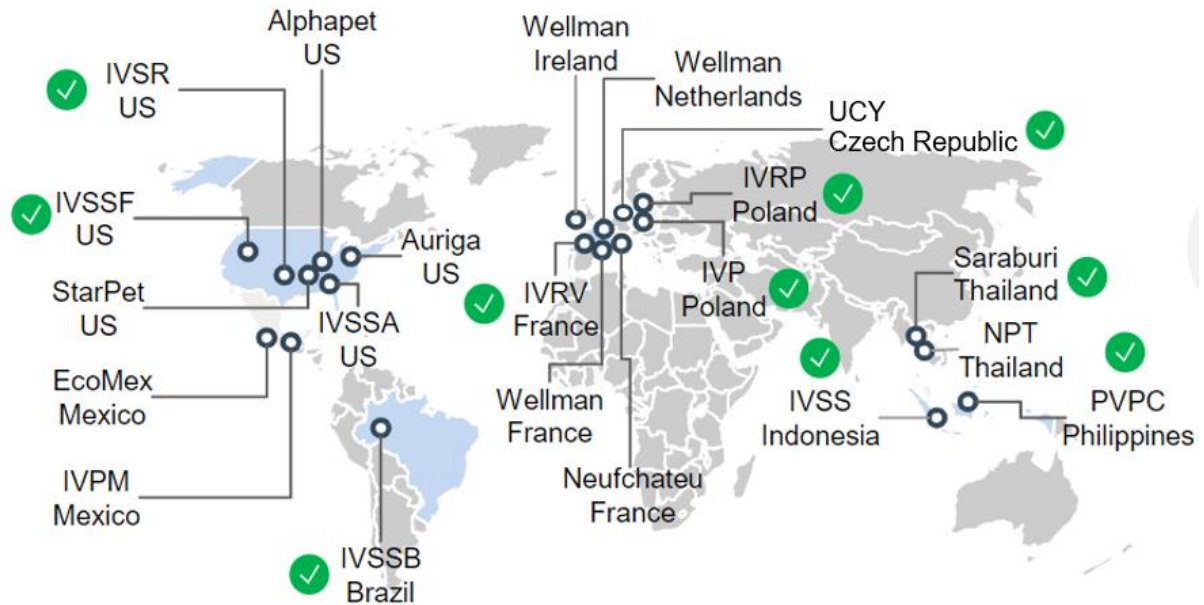 Alphapet
US
IVSR
US
IVSSF
US
StarPet
US
Auriga
US
IVSSA
US
EcoMex
Mexico
IVPM
Mexico
IVSSB
Brazil
Wellman
Ireland
Wellman
Netherlands
UCY
Czech Republic
IVRP
Poland
IVP
Poland
IVRV
France
Wellman
France
Neufchateu
France
Saraburi
Thailand
NPT
Thailand
IVSS
Indonesia
PVPC
Philippines